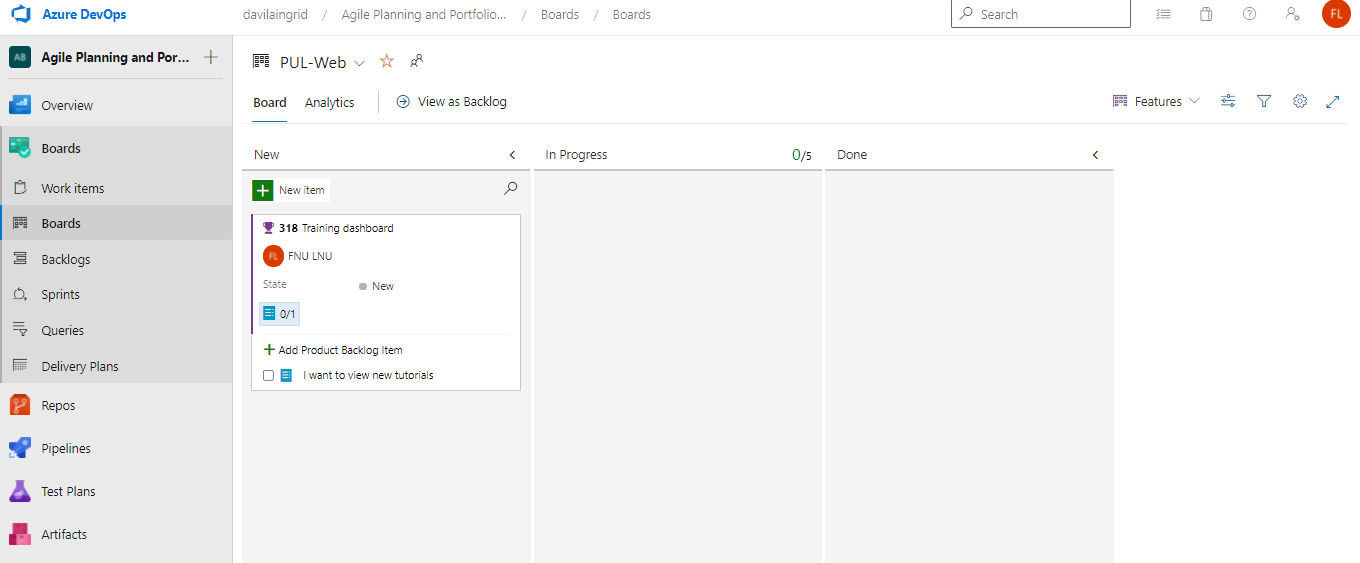 Azure DevOps
davilaingrid / Agile Planning and Portfolio... / Boards / Boards
Search
FL
AB Agile Planning and Por...
Overview
Boards
Work items
Boards
Backlogs
Sprints
Queries
Delivery Plans
Repos
Pipelines
Test Plans
Artifacts
PUL-Web
Board Analytics View as Backlog
Features
New
In Progress 0/5
Done
New item
318 Training dashboard
FL FNU LNU
State New
0/1
Add Product Backlog Item
I want to view new tutorials